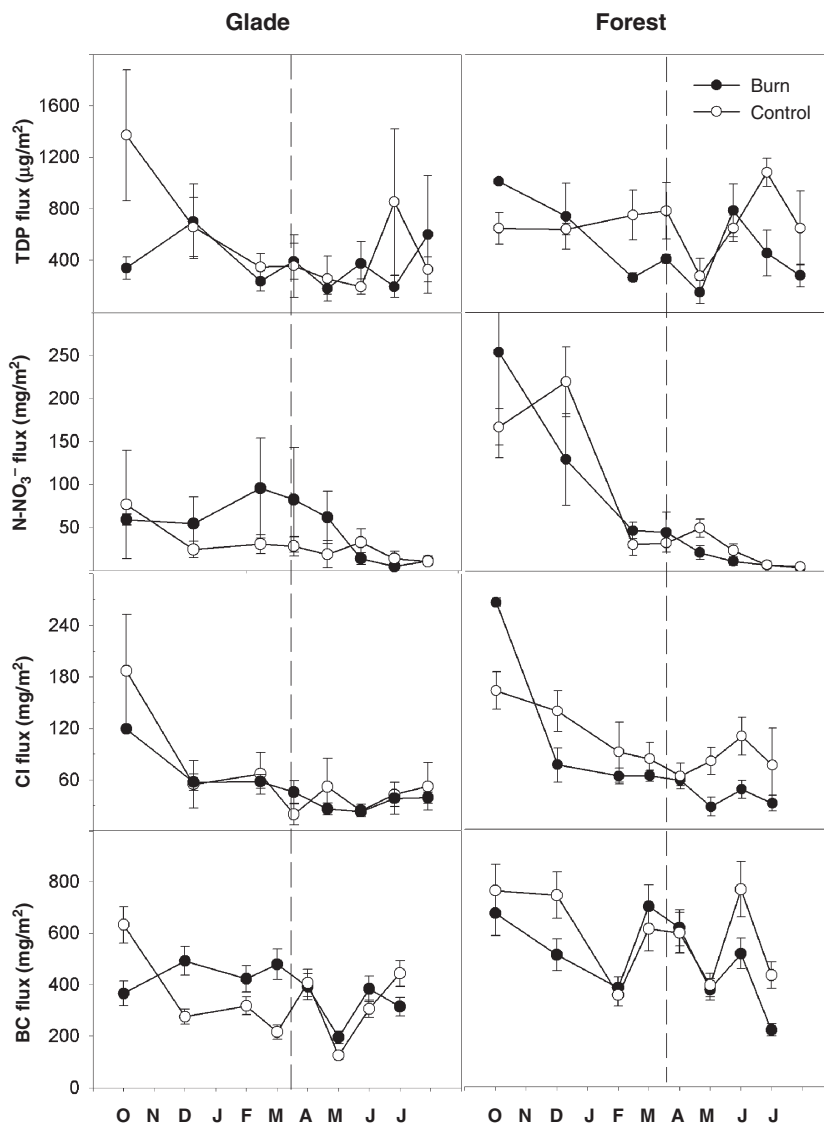 Glade
Forest
Burn
Control
TDP flux (µg/m²)
1600
1200
800
400
N-NO₃⁻ flux (mg/m²)
250
200
150
100
50
Cl flux (mg/m²)
240
180
120
60
BC flux (mg/m²)
800
600
400
200
0
O N D J F M A M J J
O N D J F M A M J J